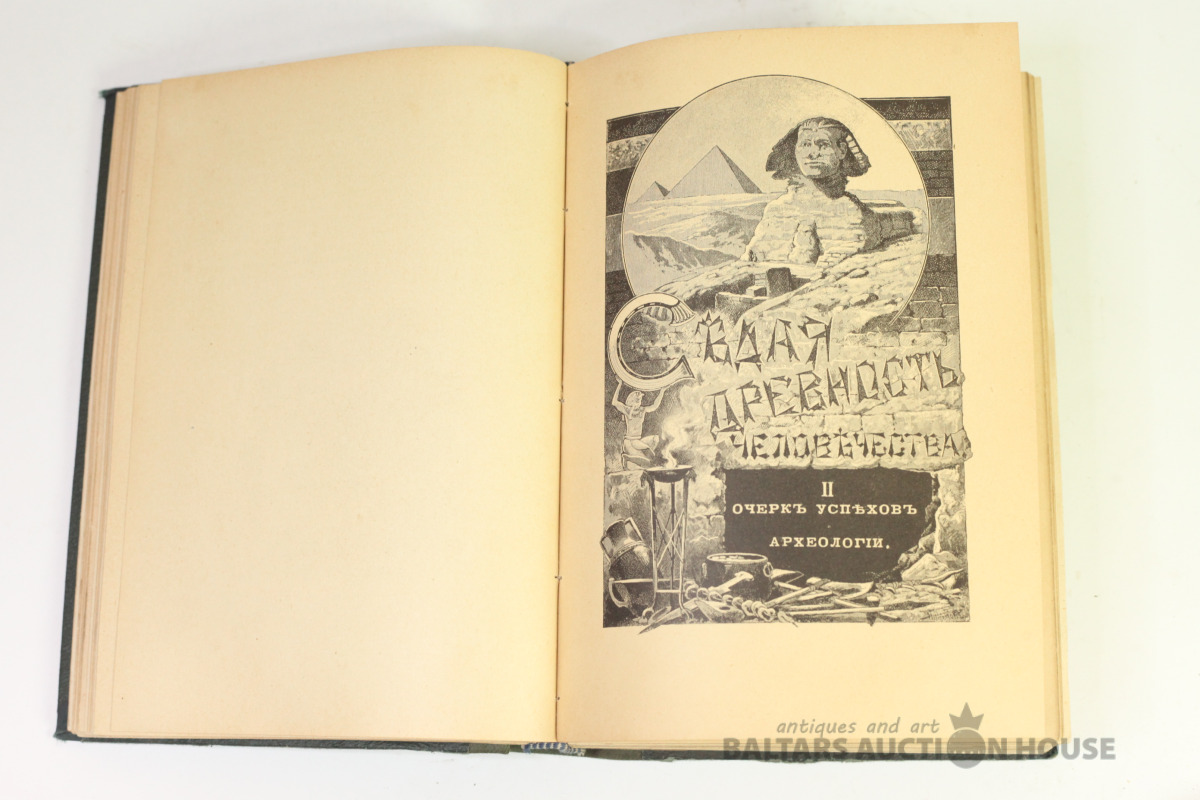 СѢДАЯ
ДРЕВНОСТЬ
ЧЕЛОВѢЧЕСТВА.
II
ОЧЕРКЪ УСПѢХОВЪ
АРХЕОЛОГІИ.
antiques and art
BALTARS AUCTION HOUSE